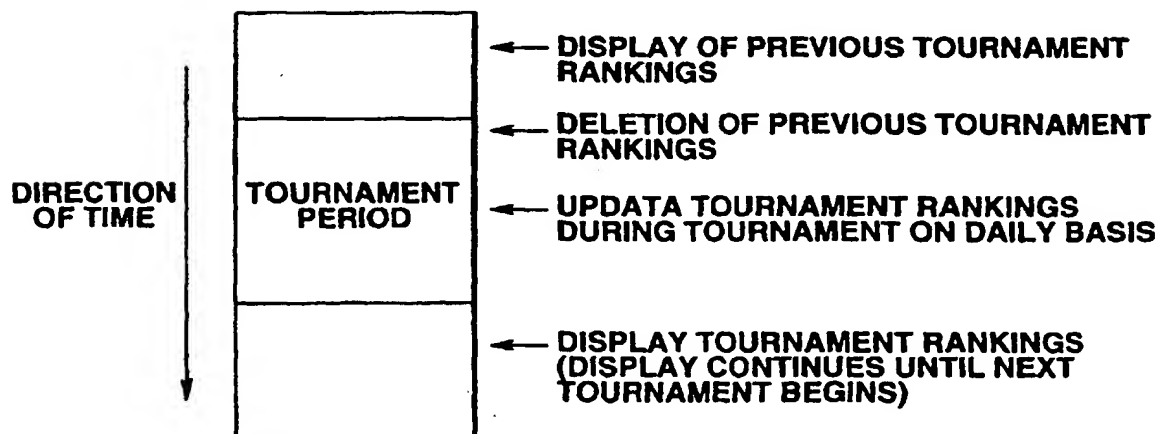 DISPLAY OF PREVIOUS TOURNAMENT
RANKINGS
DELETION OF PREVIOUS TOURNAMENT
RANKINGS
DIRECTION
OF TIME
TOURNAMENT
PERIOD
UPDATA TOURNAMENT RANKINGS
DURING TOURNAMENT ON DAILY BASIS
DISPLAY TOURNAMENT RANKINGS
(DISPLAY CONTINUES UNTIL NEXT
TOURNAMENT BEGINS)